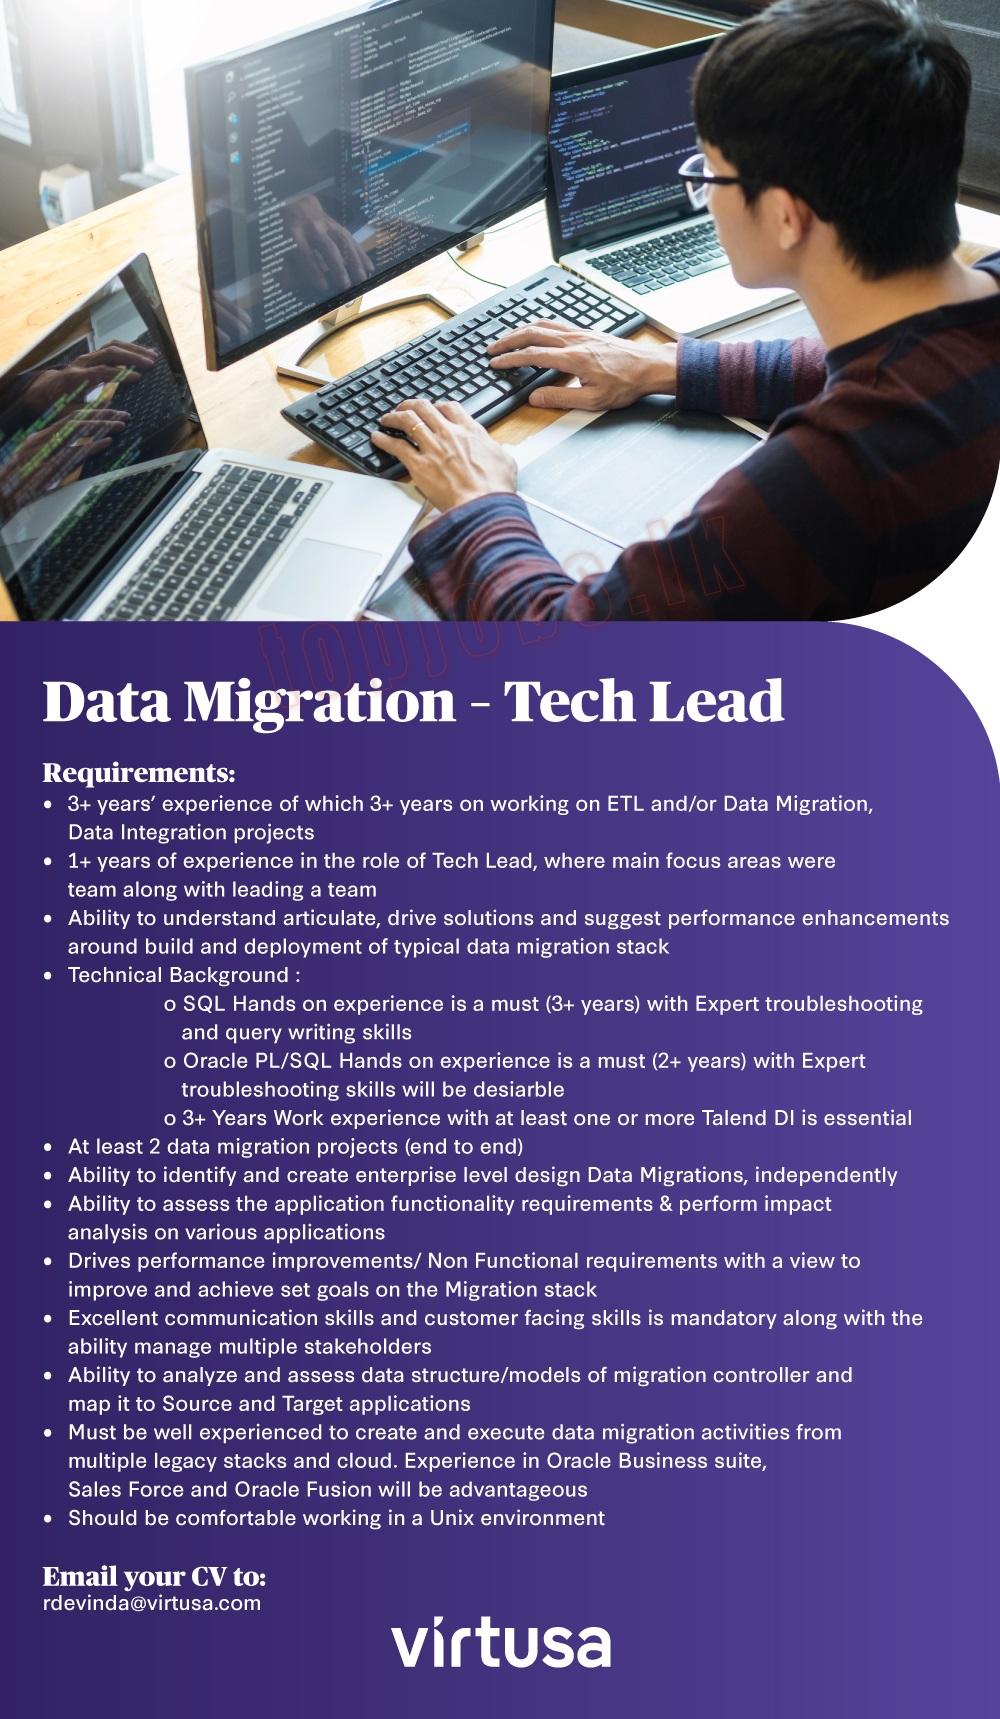 topjobs.lk
Data Migration - Tech Lead
Requirements:
• 3+ years’ experience of which 3+ years on working on ETL and/or Data Migration,
Data Integration projects
• 1+ years of experience in the role of Tech Lead, where main focus areas were
team along with leading a team
• Ability to understand articulate, drive solutions and suggest performance enhancements
around build and deployment of typical data migration stack
• Technical Background :
o SQL Hands on experience is a must (3+ years) with Expert troubleshooting
and query writing skills
o Oracle PL/SQL Hands on experience is a must (2+ years) with Expert
troubleshooting skills will be desiarble
o 3+ Years Work experience with at least one or more Talend DI is essential
• At least 2 data migration projects (end to end)
• Ability to identify and create enterprise level design Data Migrations, independently
• Ability to assess the application functionality requirements & perform impact
analysis on various applications
• Drives performance improvements/ Non Functional requirements with a view to
improve and achieve set goals on the Migration stack
• Excellent communication skills and customer facing skills is mandatory along with the
ability manage multiple stakeholders
• Ability to analyze and assess data structure/models of migration controller and
map it to Source and Target applications
• Must be well experienced to create and execute data migration activities from
multiple legacy stacks and cloud. Experience in Oracle Business suite,
Sales Force and Oracle Fusion will be advantageous
• Should be comfortable working in a Unix environment
Email your CV to:
rdevinda@virtusa.com
virtusa